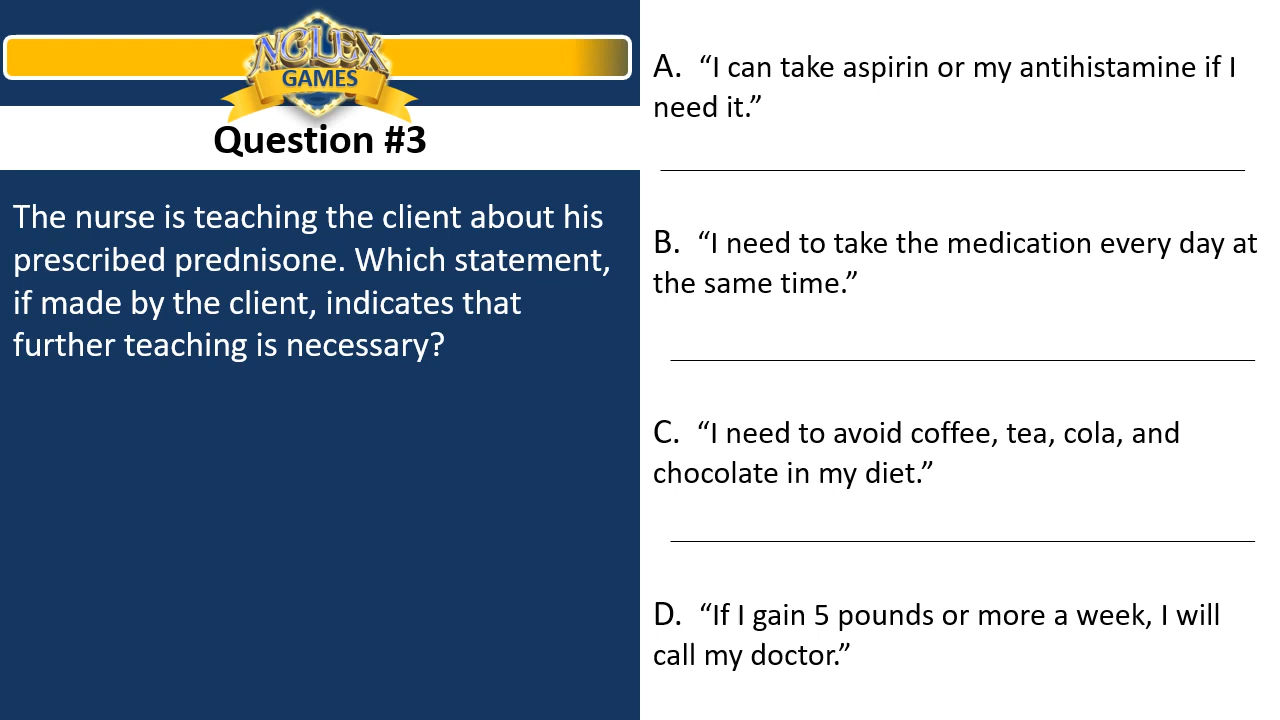 NCLEX
GAMES
Question #3
The nurse is teaching the client about his
prescribed prednisone. Which statement,
if made by the client, indicates that
further teaching is necessary?
A.  “I can take aspirin or my antihistamine if I
need it.”
B.  “I need to take the medication every day at
the same time.”
C.  “I need to avoid coffee, tea, cola, and
chocolate in my diet.”
D.  “If I gain 5 pounds or more a week, I will
call my doctor.”